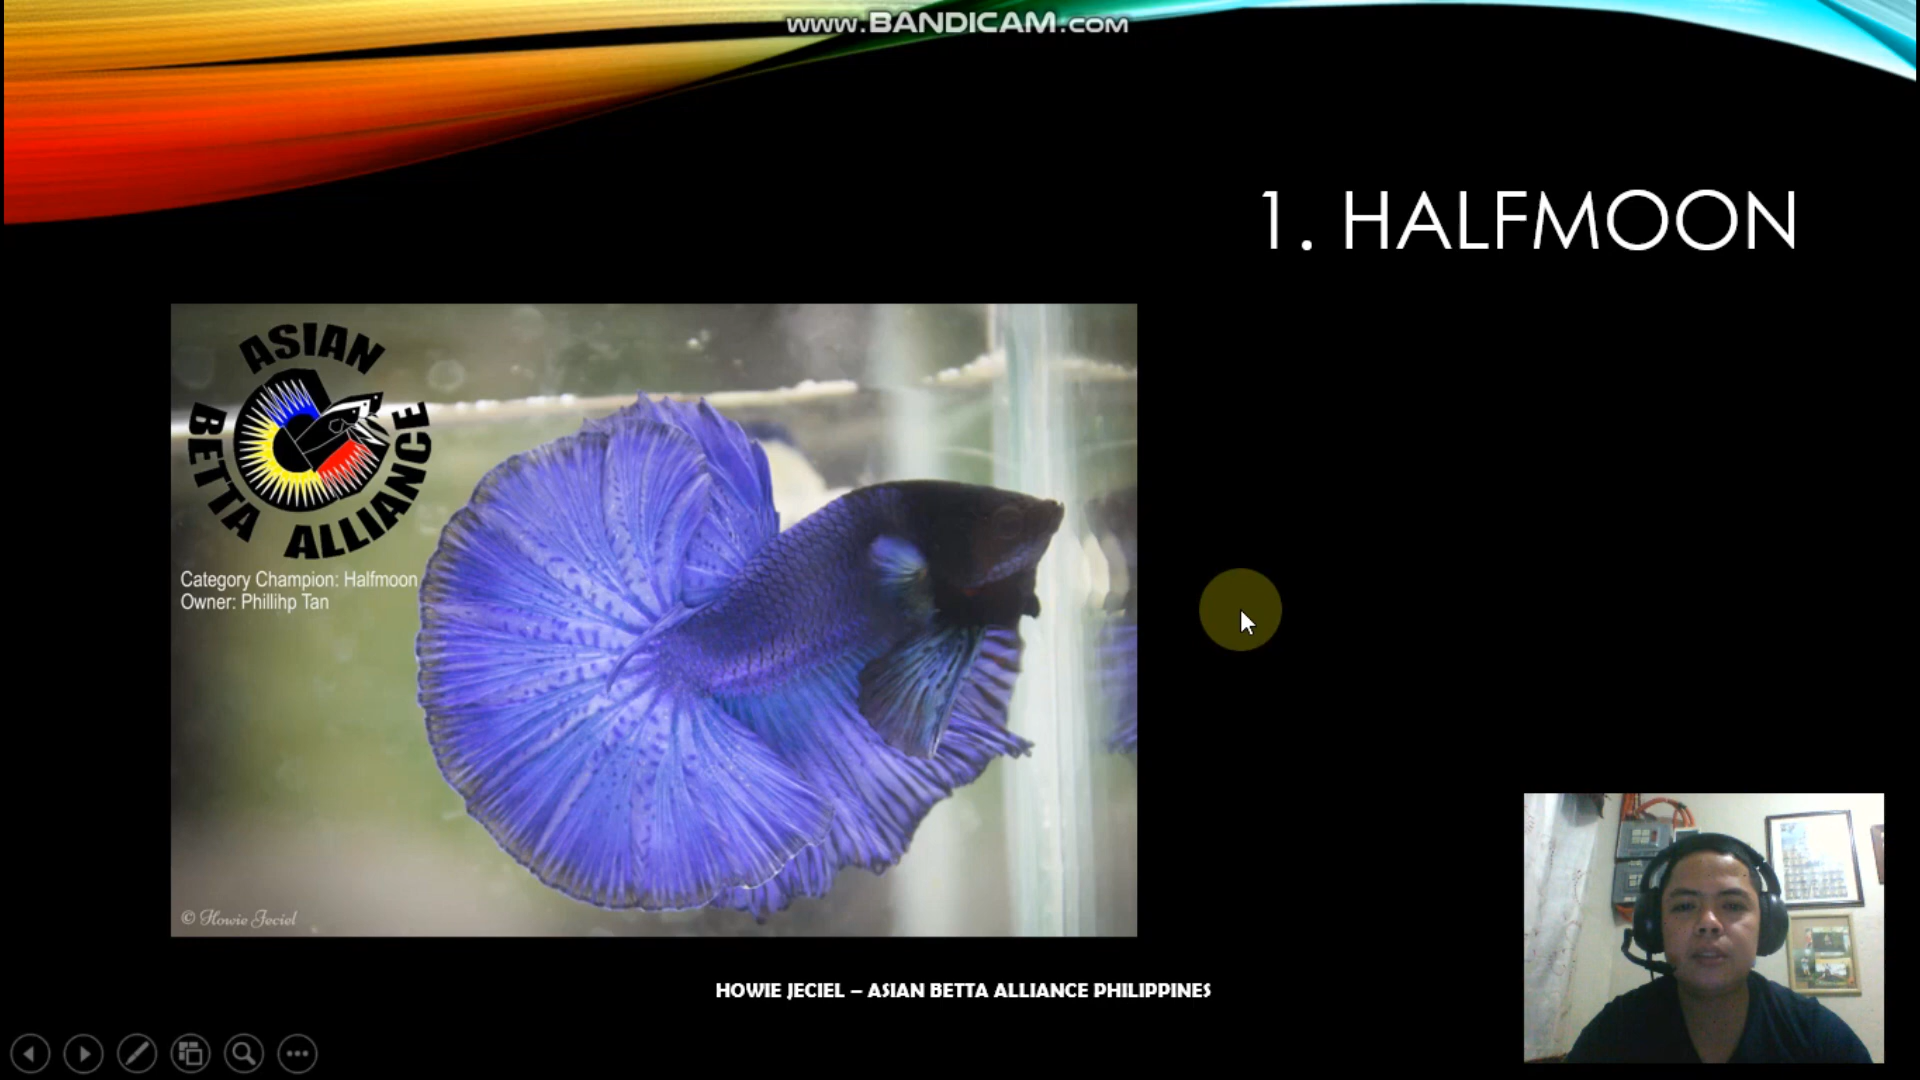 www.BANDICAM.com
1. HALFMOON
ASIAN
BETTA ALLIANCE
Category Champion: Halfmoon
Owner: Phillihp Tan
© Howie Jeciel
HOWIE JECIEL – ASIAN BETTA ALLIANCE PHILIPPINES